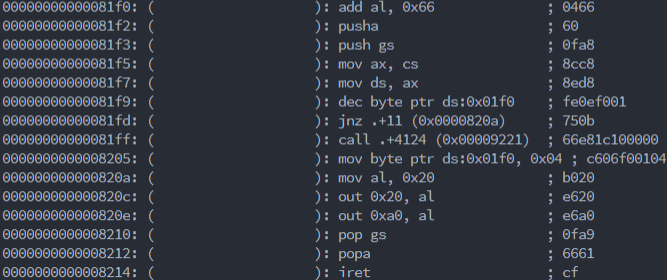 00000000000081f0: ( ): add al, 0x66 ; 0466
00000000000081f2: ( ): pusha ; 60
00000000000081f3: ( ): push gs ; 0fa8
00000000000081f5: ( ): mov ax, cs ; 8cc8
00000000000081f7: ( ): mov ds, ax ; 8ed8
00000000000081f9: ( ): dec byte ptr ds:0x01f0 ; fe0ef001
00000000000081fd: ( ): jnz .+11 (0x0000820a) ; 750b
00000000000081ff: ( ): call .+4124 (0x00009221) ; 66e81c100000
0000000000008205: ( ): mov byte ptr ds:0x01f0, 0x04 ; c606f00104
000000000000820a: ( ): mov al, 0x20 ; b020
000000000000820c: ( ): out 0x20, al ; e620
000000000000820e: ( ): out 0xa0, al ; e6a0
0000000000008210: ( ): pop gs ; 0fa9
0000000000008212: ( ): popa ; 6661
0000000000008214: ( ): iret ; cf